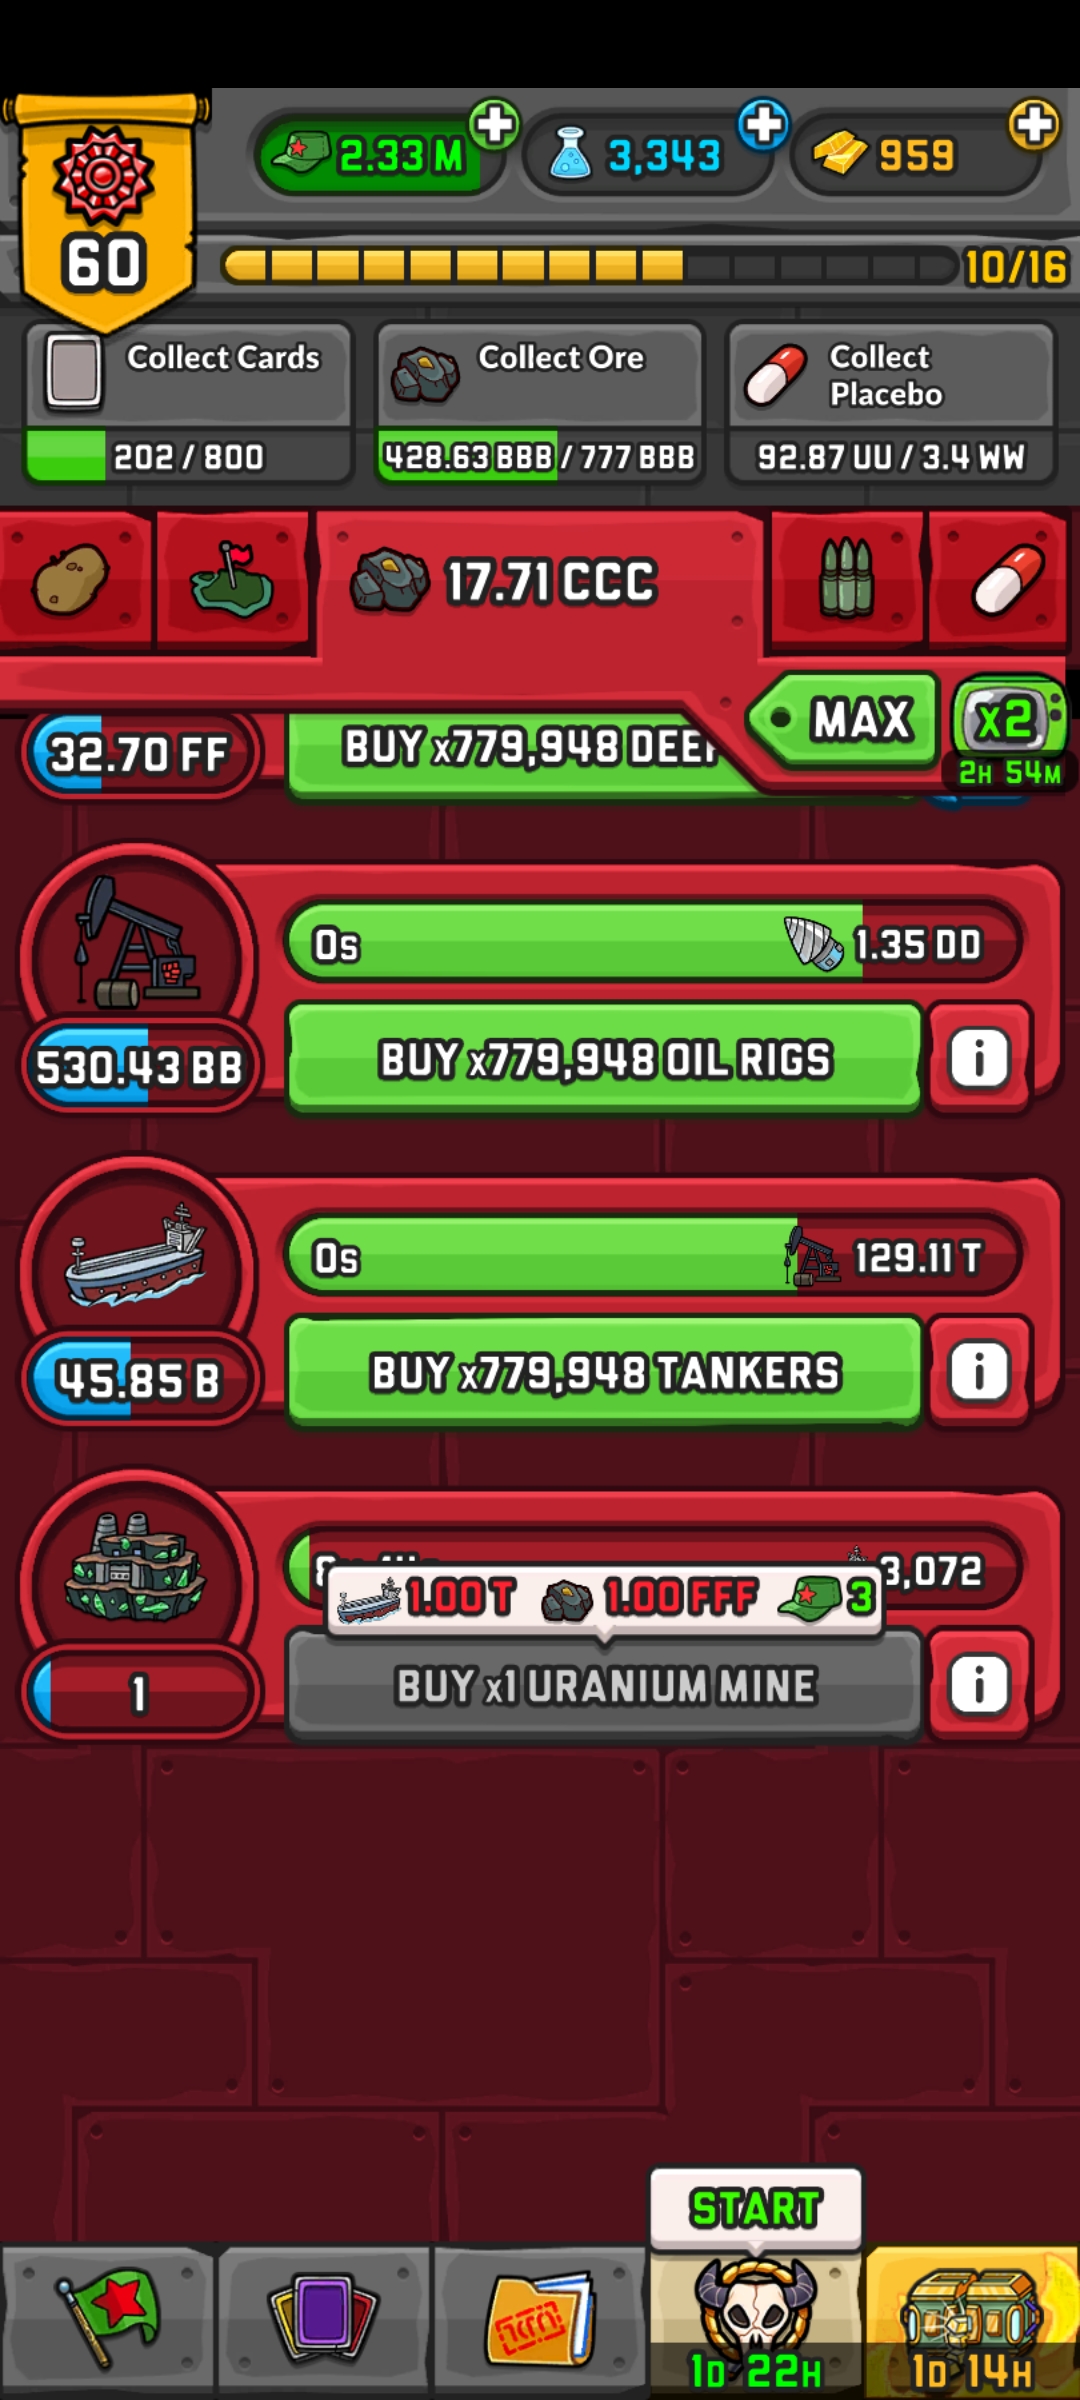 2.33 M
3,343
959
60
10/16
Collect Cards
202 / 800
Collect Ore
428.63 BBB / 777 BBB
Collect
Placebo
92.87 UU / 3.4 WW
17.71 CCC
MAX
x2
2H 54M
32.70 FF
BUY x779,948
0s
1.35 DD
530.43 BB
BUY x779,948 OIL RIGS
i
0s
129.11 T
45.85 B
BUY x779,948 TANKERS
i
3,072
1.00 T
1.00 FFF
3
1
BUY x1 URANIUM MINE
i
START
1D 22H
1D 14H